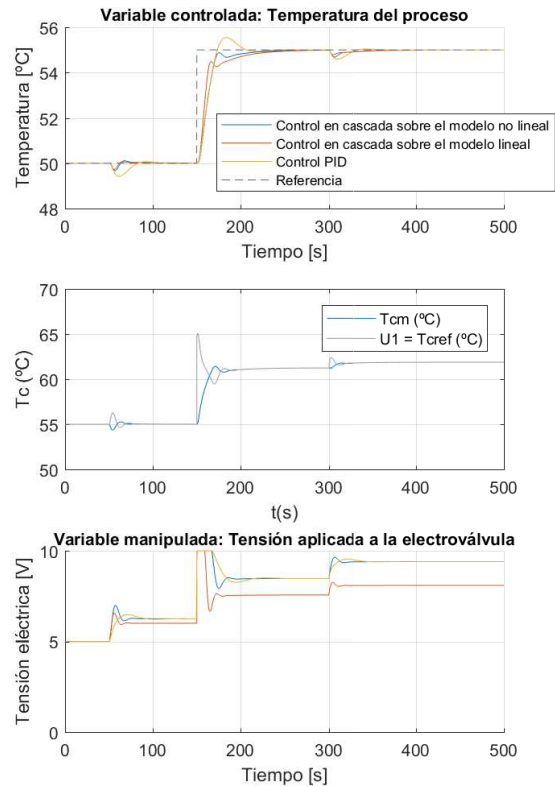 Variable controlada: Temperatura del proceso
Temperatura [ºC]
56
54
52
50
48
Control en cascada sobre el modelo no lineal
Control en cascada sobre el modelo lineal
Control PID
Referencia
0
100
200
300
400
500
Tiempo [s]
Tc (ºC)
70
65
60
55
50
Tcm (ºC)
U1 = Tcref (ºC)
0
100
200
300
400
500
t(s)
Variable manipulada: Tensión aplicada a la electroválvula
Tensión eléctrica [V]
10
5
0
0
100
200
300
400
500
Tiempo [s]